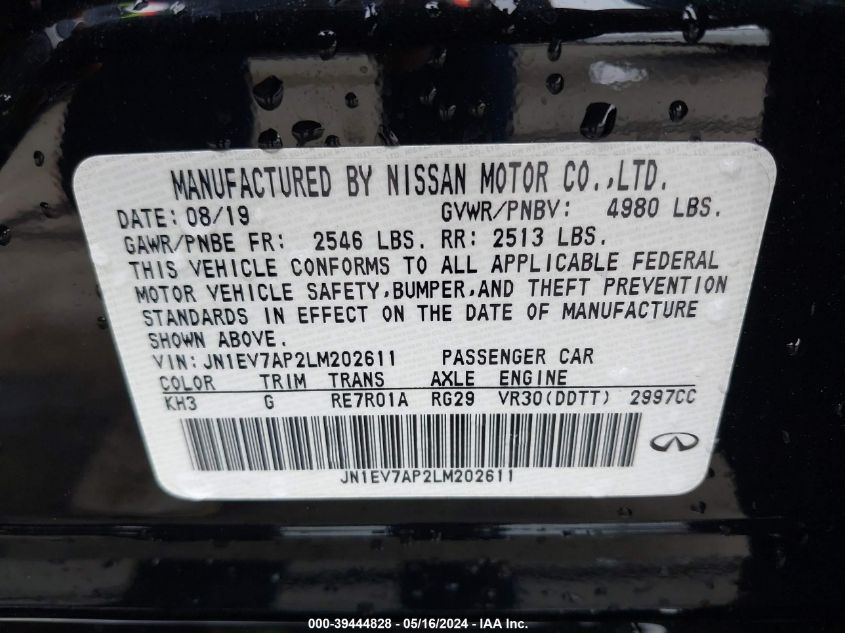 MANUFACTURED BY NISSAN MOTOR CO.,LTD.
DATE: 08/19 GVWR/PNBV: 4980 LBS.
GAWR/PNBE FR: 2546 LBS. RR: 2513 LBS.
THIS VEHICLE CONFORMS TO ALL APPLICABLE FEDERAL
MOTOR VEHICLE SAFETY,BUMPER,AND THEFT PREVENTION
STANDARDS IN EFFECT ON THE DATE OF MANUFACTURE
SHOWN ABOVE.
VIN: JN1EV7AP2LM202611 PASSENGER CAR
COLOR TRIM TRANS AXLE ENGINE
KH3 G RE7R01A RG29 VR30(DDTT) 2997CC
JN1EV7AP2LM202611
000-39444828 - 05/16/2024 - IAA Inc.